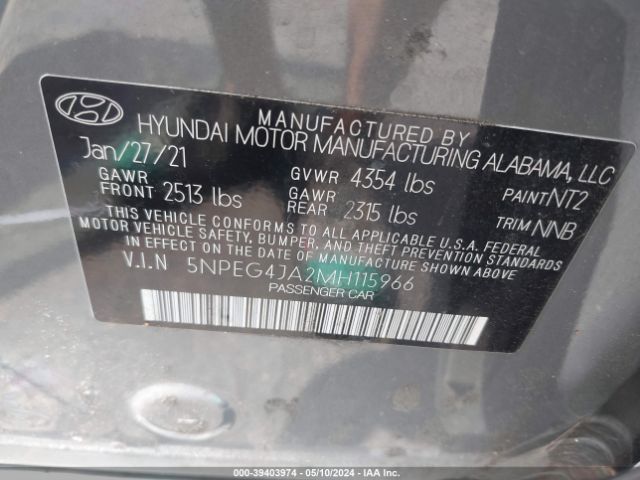 MANUFACTURED BY
HYUNDAI MOTOR MANUFACTURING ALABAMA, LLC
Jan/27/21
GVWR 4354 lbs
PAINT NT2
GAWR
FRONT 2513 lbs
GAWR
REAR 2315 lbs
TRIM NNB
THIS VEHICLE CONFORMS TO ALL APPLICABLE U.S.A. FEDERAL
MOTOR VEHICLE SAFETY, BUMPER, AND THEFT PREVENTION STANDARDS
IN EFFECT ON THE DATE OF MANUFACTURE SHOWN ABOVE.
V.I.N 5NPEG4JA2MH115966
PASSENGER CAR
000-39403974 - 05/10/2024 - IAA Inc.